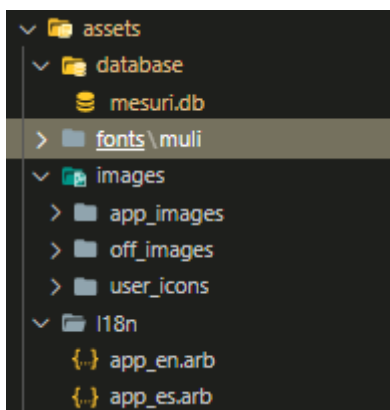 assets
database
mesuri.db
fonts\muli
images
app_images
off_images
user_icons
l18n
app_en.arb
app_es.arb